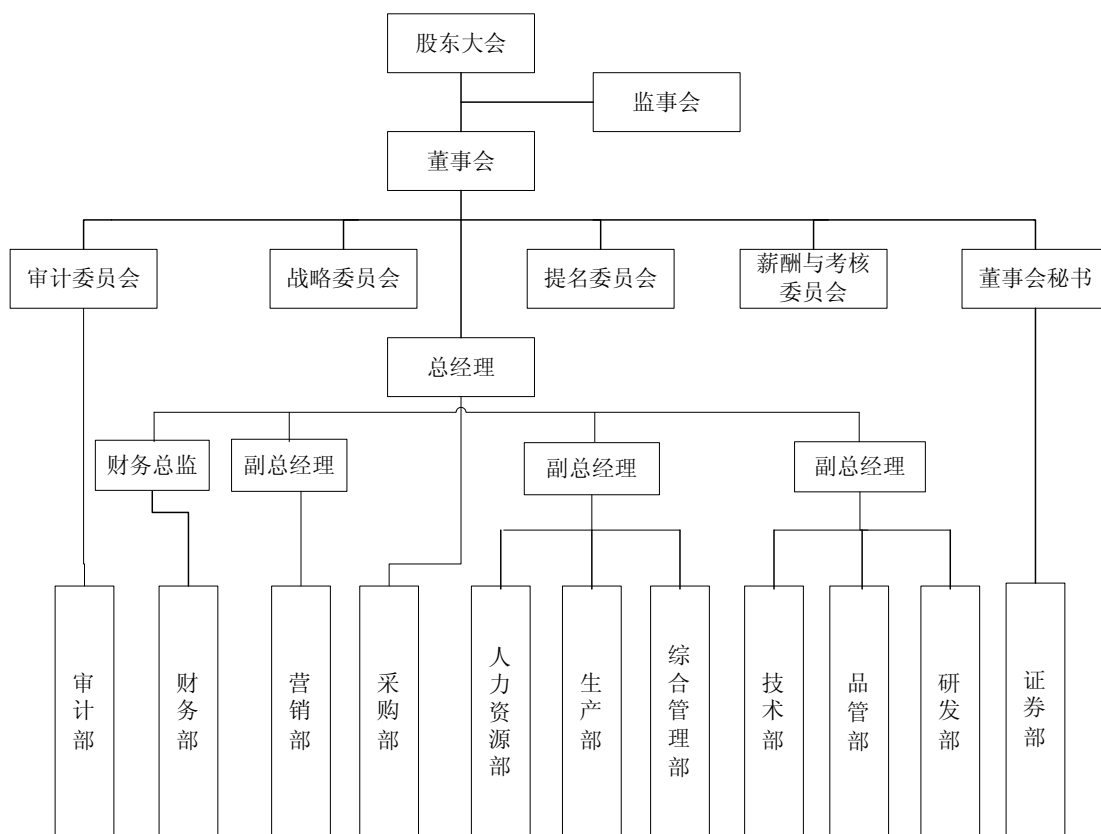 股东大会
监事会
董事会
审计委员会
战略委员会
提名委员会
薪酬与考核
委员会
董事会秘书
总经理
财务总监
副总经理
副总经理
副总经理
审计部
财务部
营销部
采购部
人力资源部
生产部
综合管理部
技术部
品管部
研发部
证券部